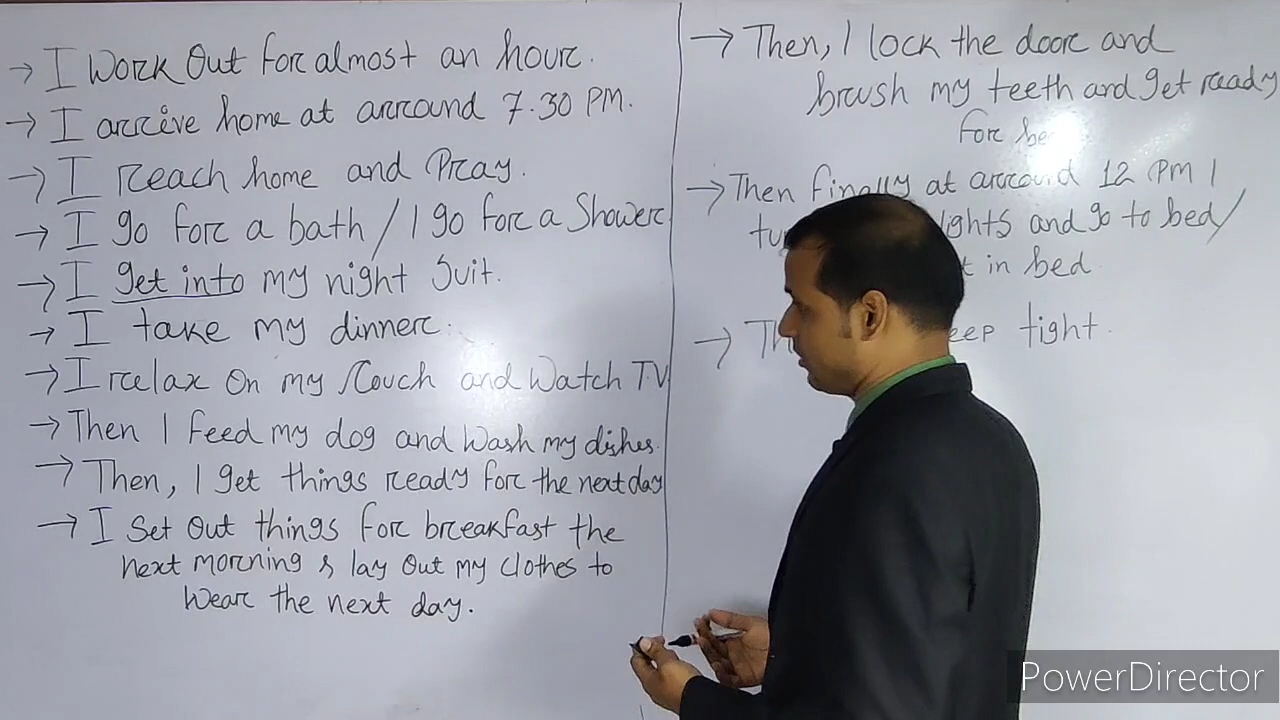 → I Work Out for almost an hour.
→ I arrive home at arround 7.30 PM.
→ I reach home and Pray.
→ I go for a bath / I go for a Shower
→ I get into my night Suit.
→ I take my dinner.
→ I relax On my Couch and Watch T.V
→ Then I feed my dog and Wash my dishes.
→ Then, I get things ready for the next day
→ I Set Out things for breakfast the
next morning & lay Out my clothes to
Wear the next day.
→ Then, I lock the door and
brush my teeth and get ready
for be
→ Then finally at arround 12 PM I
and go to bed/
in bed
→ tight.
PowerDirector